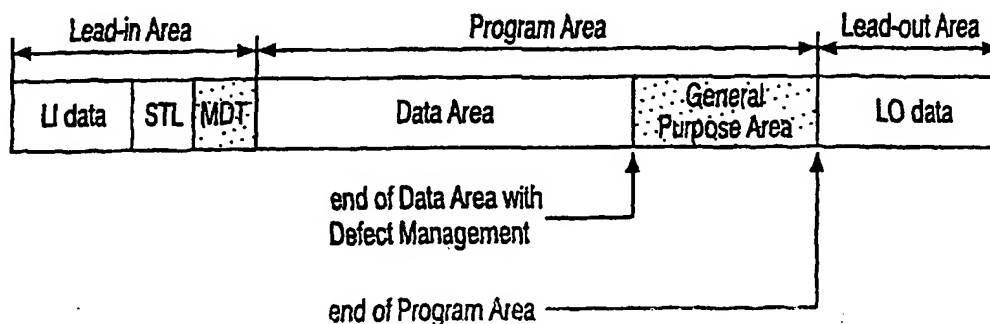 Lead-in Area
Program Area
Lead-out Area
LI data
STL
MDT
Data Area
General
Purpose Area
LO data
end of Data Area with
Defect Management
end of Program Area